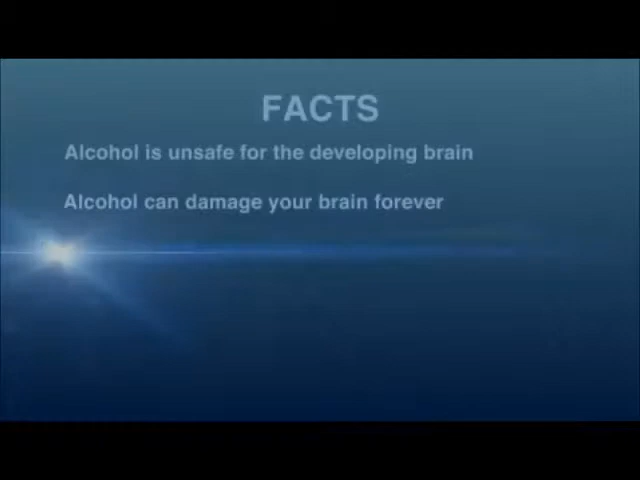 FACTS
Alcohol is unsafe for the developing brain
Alcohol can damage your brain forever